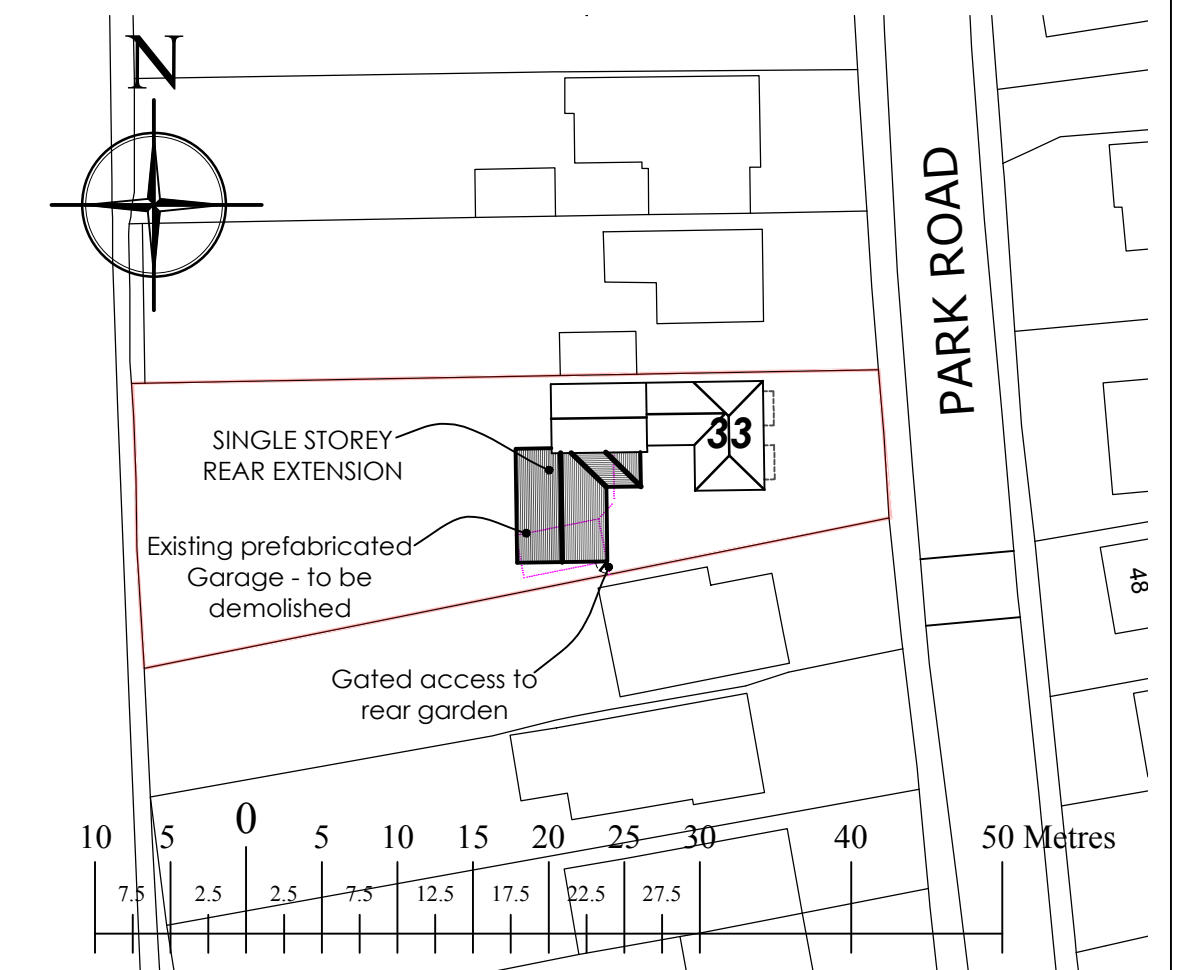 N
PARK ROAD
SINGLE STOREY
REAR EXTENSION
33
Existing prefabricated
Garage - to be
demolished
48
Gated access to
rear garden
10 5 0 5 10 15 20 25 30 40 50 Metres
7.5 2.5 2.5 7.5 12.5 17.5 22.5 27.5